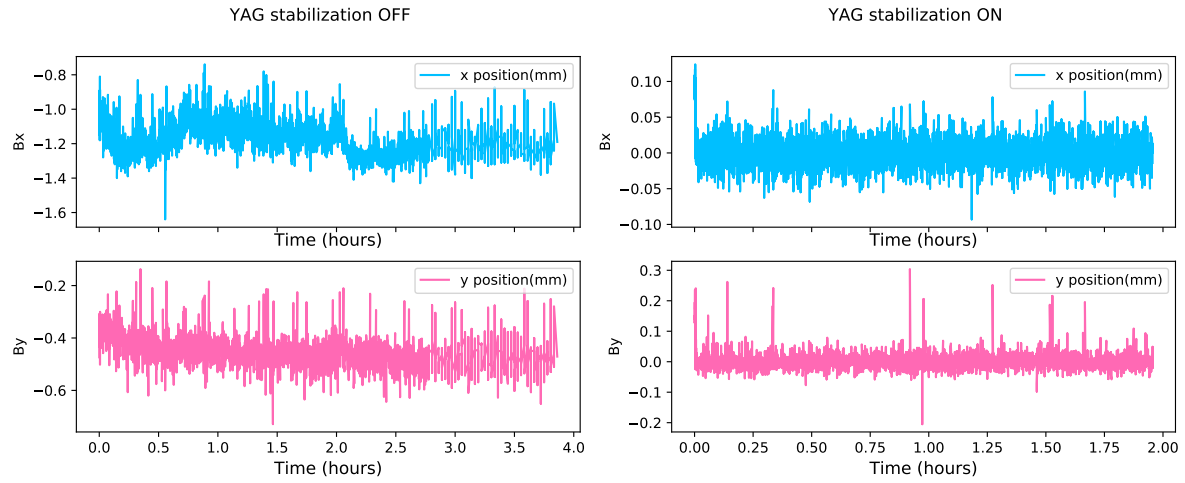 YAG stabilization OFF
x position(mm)
Bx
−0.8
−1.0
−1.2
−1.4
−1.6
Time (hours)
y position(mm)
By
−0.2
−0.4
−0.6
0.0 0.5 1.0 1.5 2.0 2.5 3.0 3.5 4.0
Time (hours)
YAG stabilization ON
x position(mm)
Bx
0.10
0.05
0.00
−0.05
−0.10
Time (hours)
y position(mm)
By
0.3
0.2
0.1
0.0
−0.1
−0.2
0.00 0.25 0.50 0.75 1.00 1.25 1.50 1.75 2.00
Time (hours)